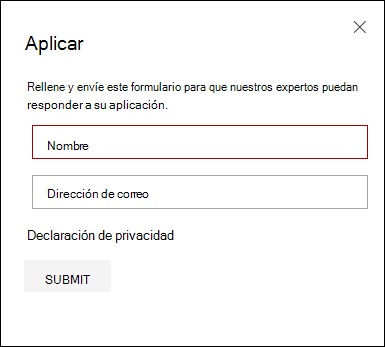 Aplicar
Rellene y envíe este formulario para que nuestros expertos puedan
responder a su aplicación.
Nombre
Dirección de correo
Declaración de privacidad
SUBMIT